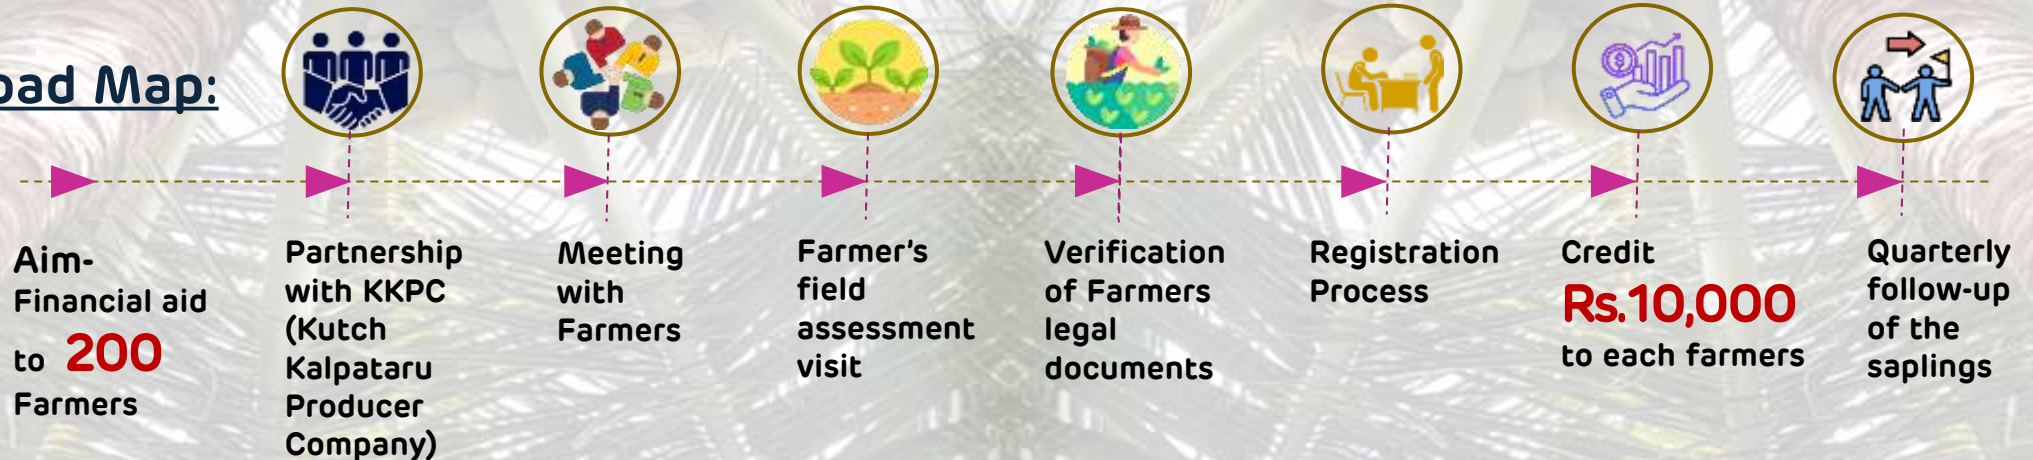 oad Map:
Aim-
Financial aid
to 200
Farmers
Partnership
with KKPC
(Kutch
Kalpataru
Producer
Company)
Meeting
with
Farmers
Farmer's
field
assessment
visit
Verification
of Farmers
legal
documents
Registration
Process
Credit
Rs.10,000
to each farmers
Quarterly
follow-up
of the
saplings